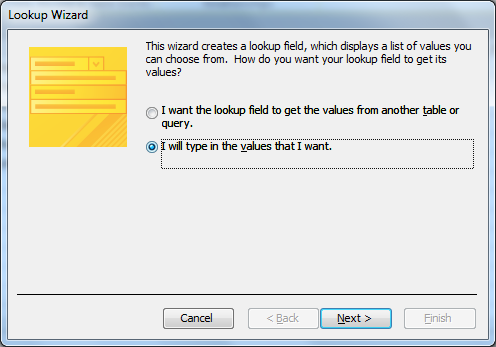 Lookup Wizard
This wizard creates a lookup field, which displays a list of values you
can choose from.  How do you want your lookup field to get its
values?
I want the lookup field to get the values from another table or
query.
I will type in the values that I want.
Cancel
< Back
Next >
Finish